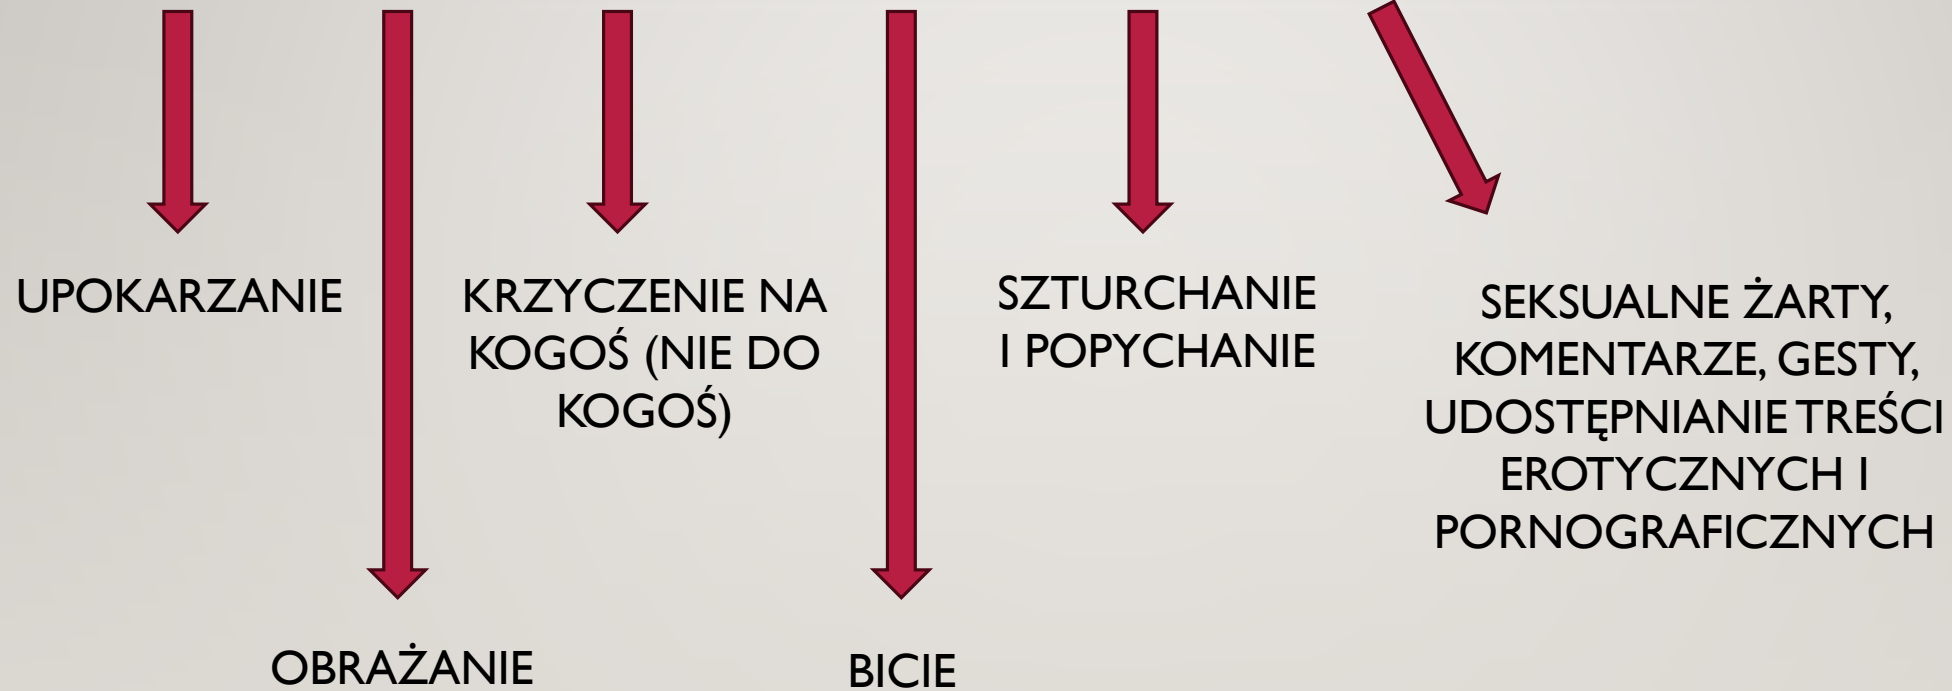 UPOKARZANIE
KRZYCZENIE NA
KOGOŚ (NIE DO
KOGOŚ)
SZTURCHANIE
I POPYCHANIE
SEKSUALNE ŻARTY,
KOMENTARZE, GESTY,
UDOSTĘPNIANIE TREŚCI
EROTYCZNYCH I
PORNOGRAFICZNYCH
OBRAŻANIE
BICIE